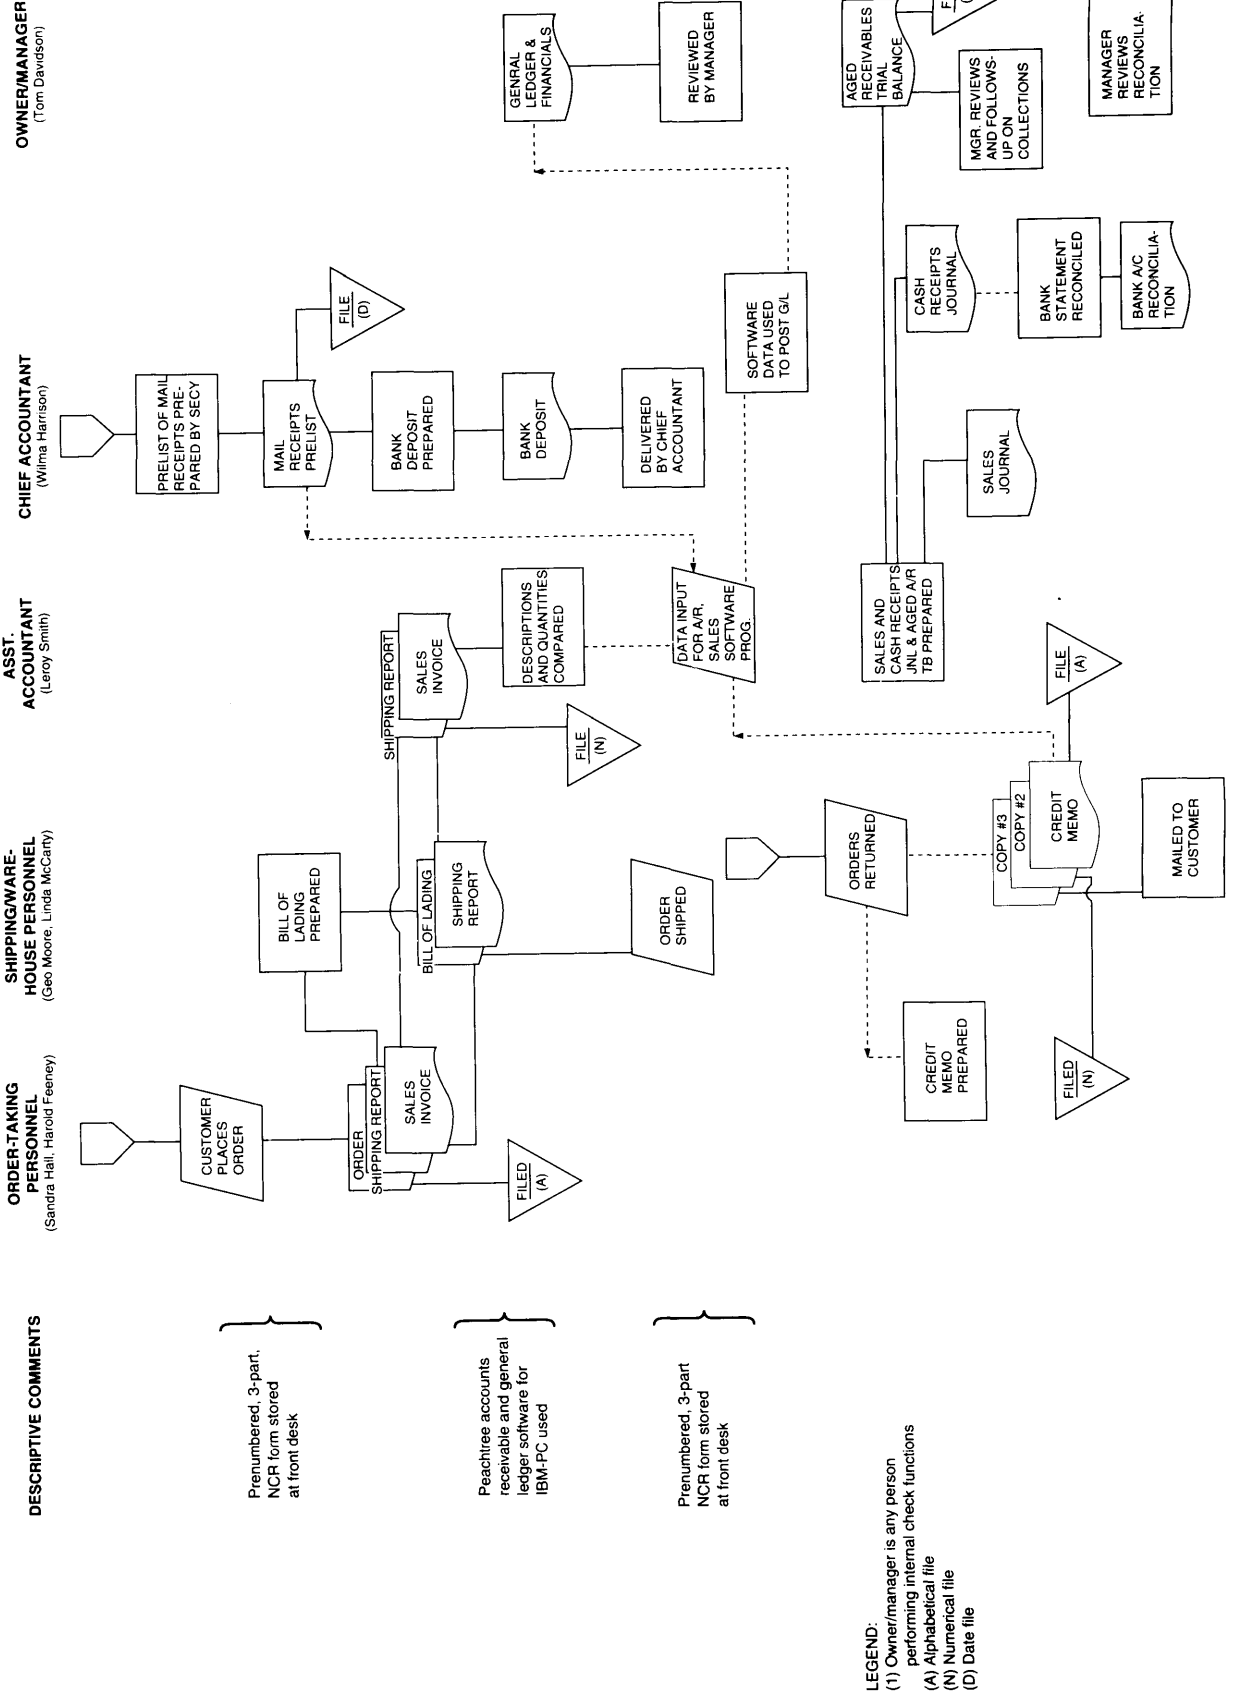 DESCRIPTIVE COMMENTS
Prenumbered, 3-part,
NCR form stored
at front desk
Peachtree accounts
receivable and general
ledger software for
IBM-PC used
Prenumbered, 3-part
NCR form stored
at front desk
LEGEND:
(1) Owner/manager is any person
performing internal check functions
(A) Alphabetical file
(N) Numerical file
(D) Date file
ORDER-TAKING
PERSONNEL
(Sandra Hall, Harold Feeney)
CUSTOMER
PLACES
ORDER
ORDER
SHIPPING REPORT
SALES
INVOICE
FILED
(A)
CREDIT
MEMO
PREPARED
FILED
(N)
SHIPPING/WARE-
HOUSE PERSONNEL
(Geo Moore, Linda McCarty)
BILL OF
LADING
PREPARED
BILL OF LADING
SHIPPING
REPORT
ORDER
SHIPPED
ORDERS
RETURNED
COPY #3
COPY #2
CREDIT
MEMO
MAILED TO
CUSTOMER
ASST.
ACCOUNTANT
(Leroy Smith)
SHIPPING REPORT
SALES
INVOICE
DESCRIPTIONS
AND QUANTITIES
COMPARED
FILE
(N)
DATA INPUT
FOR A/R,
SALES
SOFTWARE
PROG.
SALES AND
CASH RECEIPTS
JNL & AGED A/R
TB PREPARED
FILE
(A)
CHIEF ACCOUNTANT
(Wilma Harrison)
PRELIST OF MAIL
RECEIPTS PRE-
PARED BY SECY
MAIL
RECEIPTS
PRELIST
FILE
(D)
BANK
DEPOSIT
PREPARED
BANK
DEPOSIT
DELIVERED
BY CHIEF
ACCOUNTANT
SOFTWARE
DATA USED
TO POST G/L
SALES
JOURNAL
CASH
RECEIPTS
JOURNAL
BANK
STATEMENT
RECONCILED
BANK A/C
RECONCILIA-
TION
OWNER/MANAGER
(Tom Davidson)
GENRAL
LEDGER &
FINANCIALS
REVIEWED
BY MANAGER
AGED
RECEIVABLES
TRIAL
BALANCE
MGR. REVIEWS
AND FOLLOWS-
UP ON
COLLECTIONS
MANAGER
REVIEWS
RECONCILIA-
TION